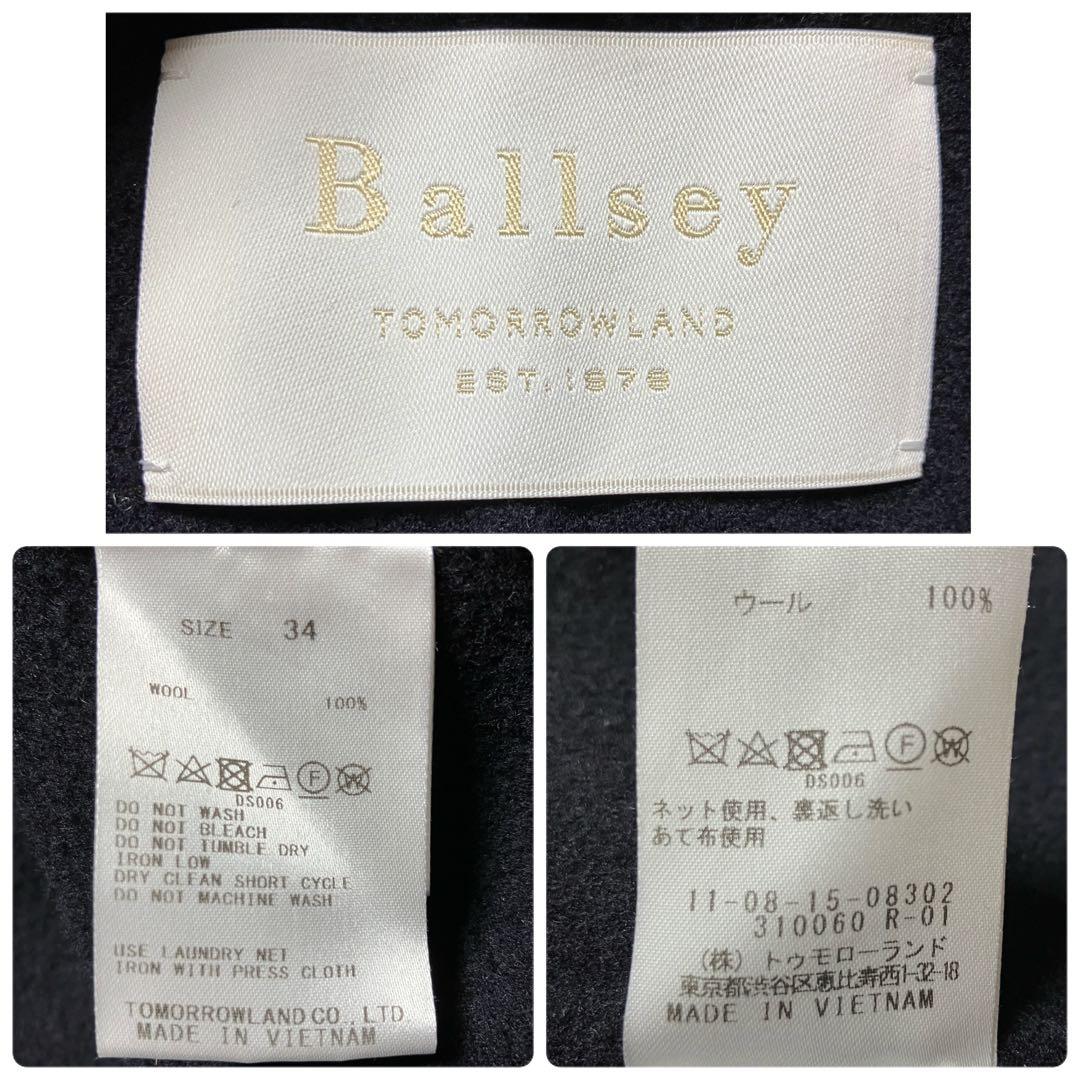 Ballsey
TOMORROWLAND
EST. 1978
SIZE 34
WOOL 100%
DS006
DO NOT WASH
DO NOT BLEACH
DO NOT TUMBLE DRY
IRON LOW
DRY CLEAN SHORT CYCLE
DO NOT MACHINE WASH
USE LAUNDRY NET
IRON WITH PRESS CLOTH
TOMORROWLAND CO., LTD.
MADE IN VIETNAM
ウール 100%
F W
DS006
ネット使用、裏返し洗い
あて布使用
11-08-15-08302
310060 R-01
(株) トゥモローランド
東京都渋谷区恵比寿西1-32-18
MADE IN VIETNAM